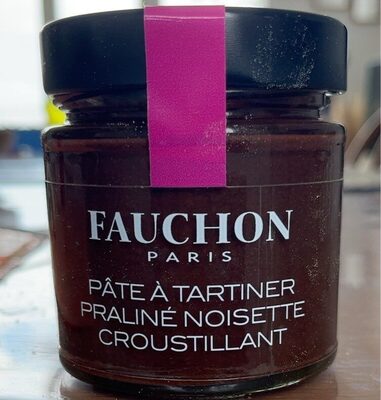 FAUCHON
PARIS
PÂTE À TARTINER
PRALINÉ NOISETTE
CROUSTILLANT